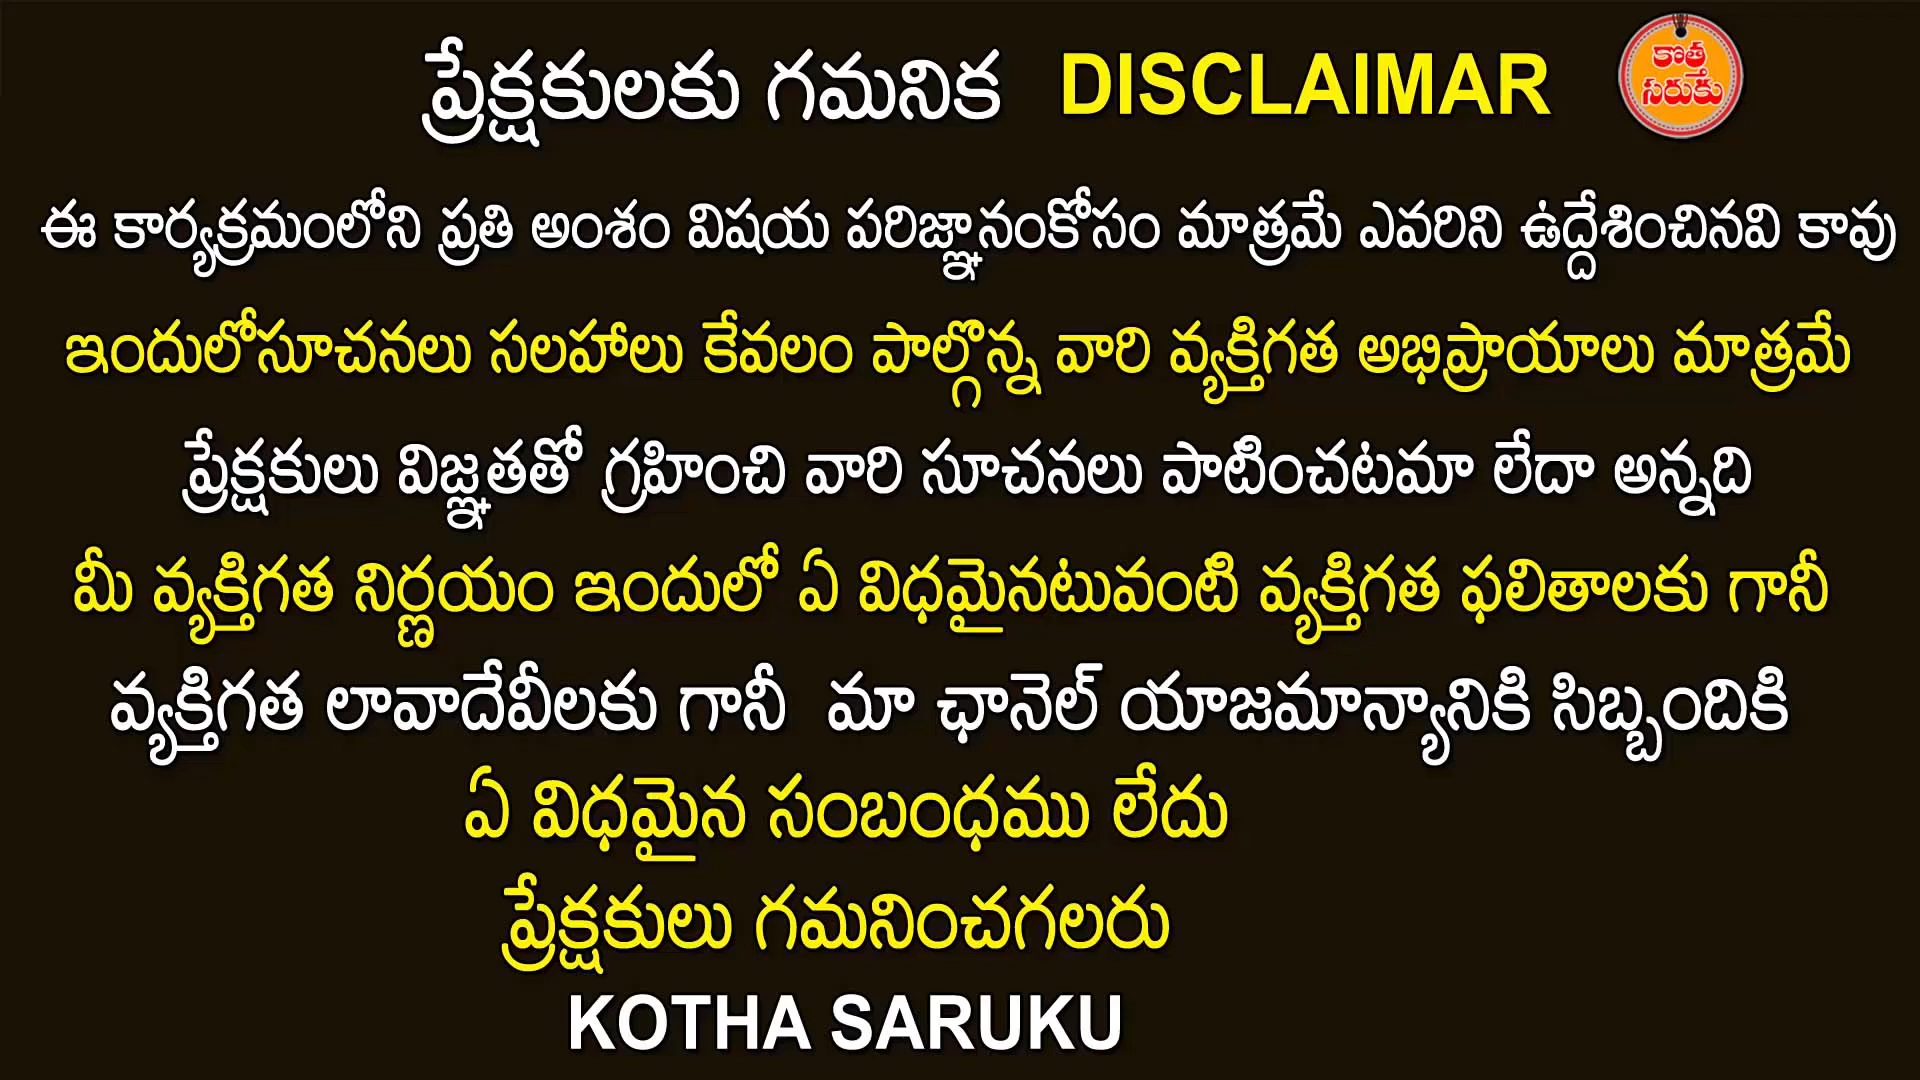 ప్రేక్షకులకు గమనిక DISCLAIMAR
కొత్త
సరుకు
ఈ కార్యక్రమంలోని ప్రతి అంశం విషయ పరిజ్ఞానంకోసం మాత్రమే ఎవరిని ఉద్దేశించినవి కావు
ఇందులోసూచనలు సలహాలు కేవలం పాల్గొన్న వారి వ్యక్తిగత అభిప్రాయాలు మాత్రమే
ప్రేక్షకులు విజ్ఞతతో గ్రహించి వారి సూచనలు పాటించటమా లేదా అన్నది
మీ వ్యక్తిగత నిర్ణయం ఇందులో ఏ విధమైనటువంటి వ్యక్తిగత ఫలితాలకు గానీ
వ్యక్తిగత లావాదేవీలకు గానీ మా ఛానెల్ యాజమాన్యానికి సిబ్బందికి
ఏ విధమైన సంబంధము లేదు
ప్రేక్షకులు గమనించగలరు
KOTHA SARUKU